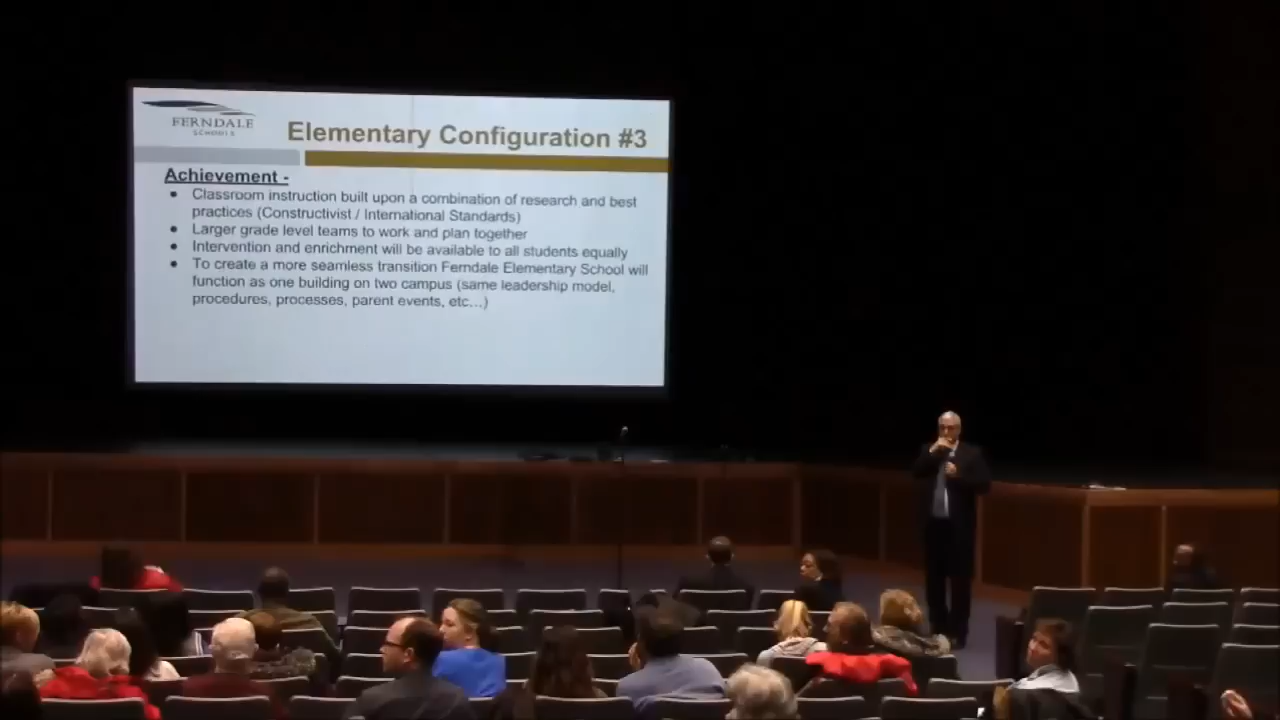 FERNDALE
SCHOOLS
Elementary Configuration #3
Achievement -
● Classroom instruction built upon a combination of research and best
practices (Constructivist / International Standards)
● Larger grade level teams to work and plan together
● Intervention and enrichment will be available to all students equally
● To create a more seamless transition Ferndale Elementary School will
function as one building on two campus (same leadership model,
procedures, processes, parent events, etc...)